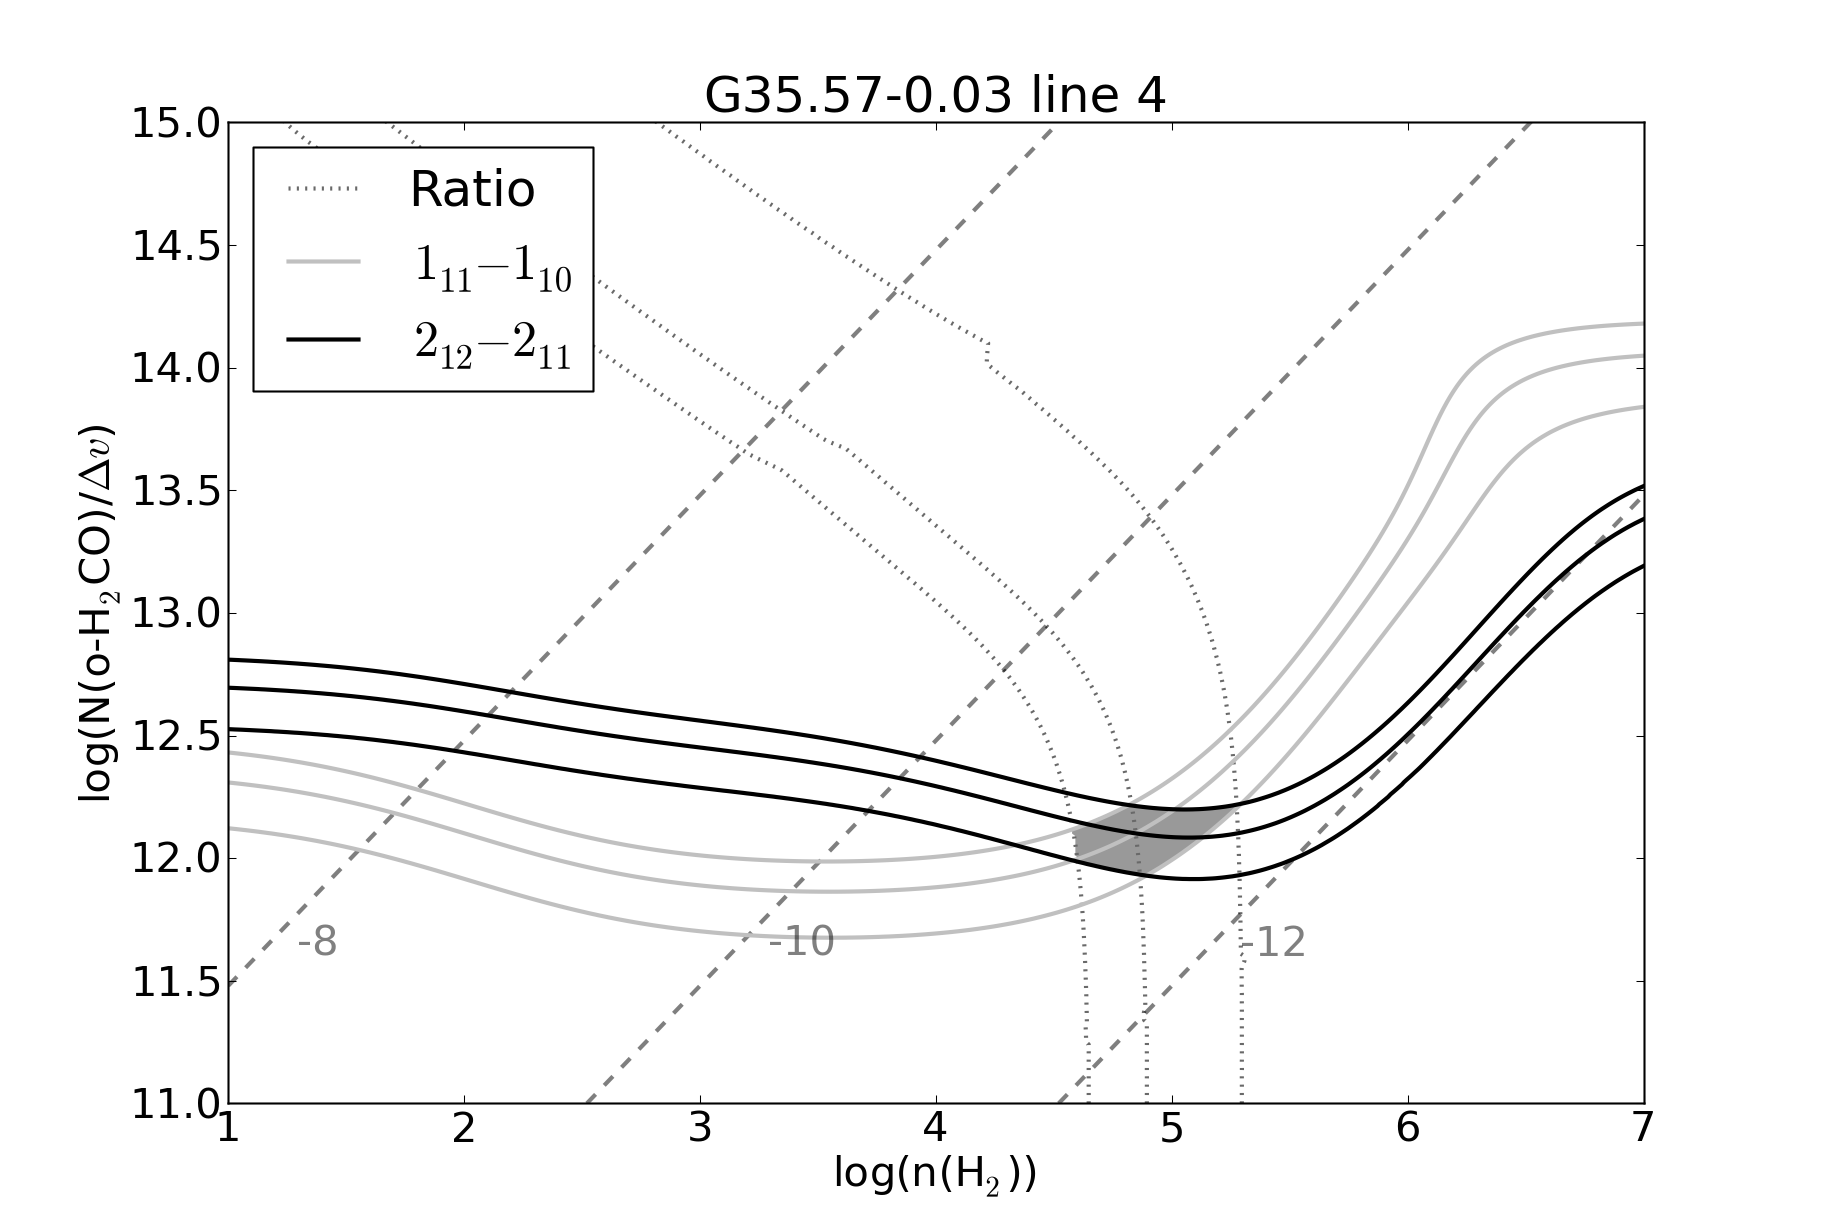 G35.57-0.03 line 4
15.0
14.5
14.0
13.5
13.0
12.5
12.0
11.5
11.0
log(N(o-H₂CO)/Δv)
Ratio
1₁₁−1₁₀
2₁₂−2₁₁
-8
-10
-12
1 2 3 4 5 6 7
log(n(H₂))